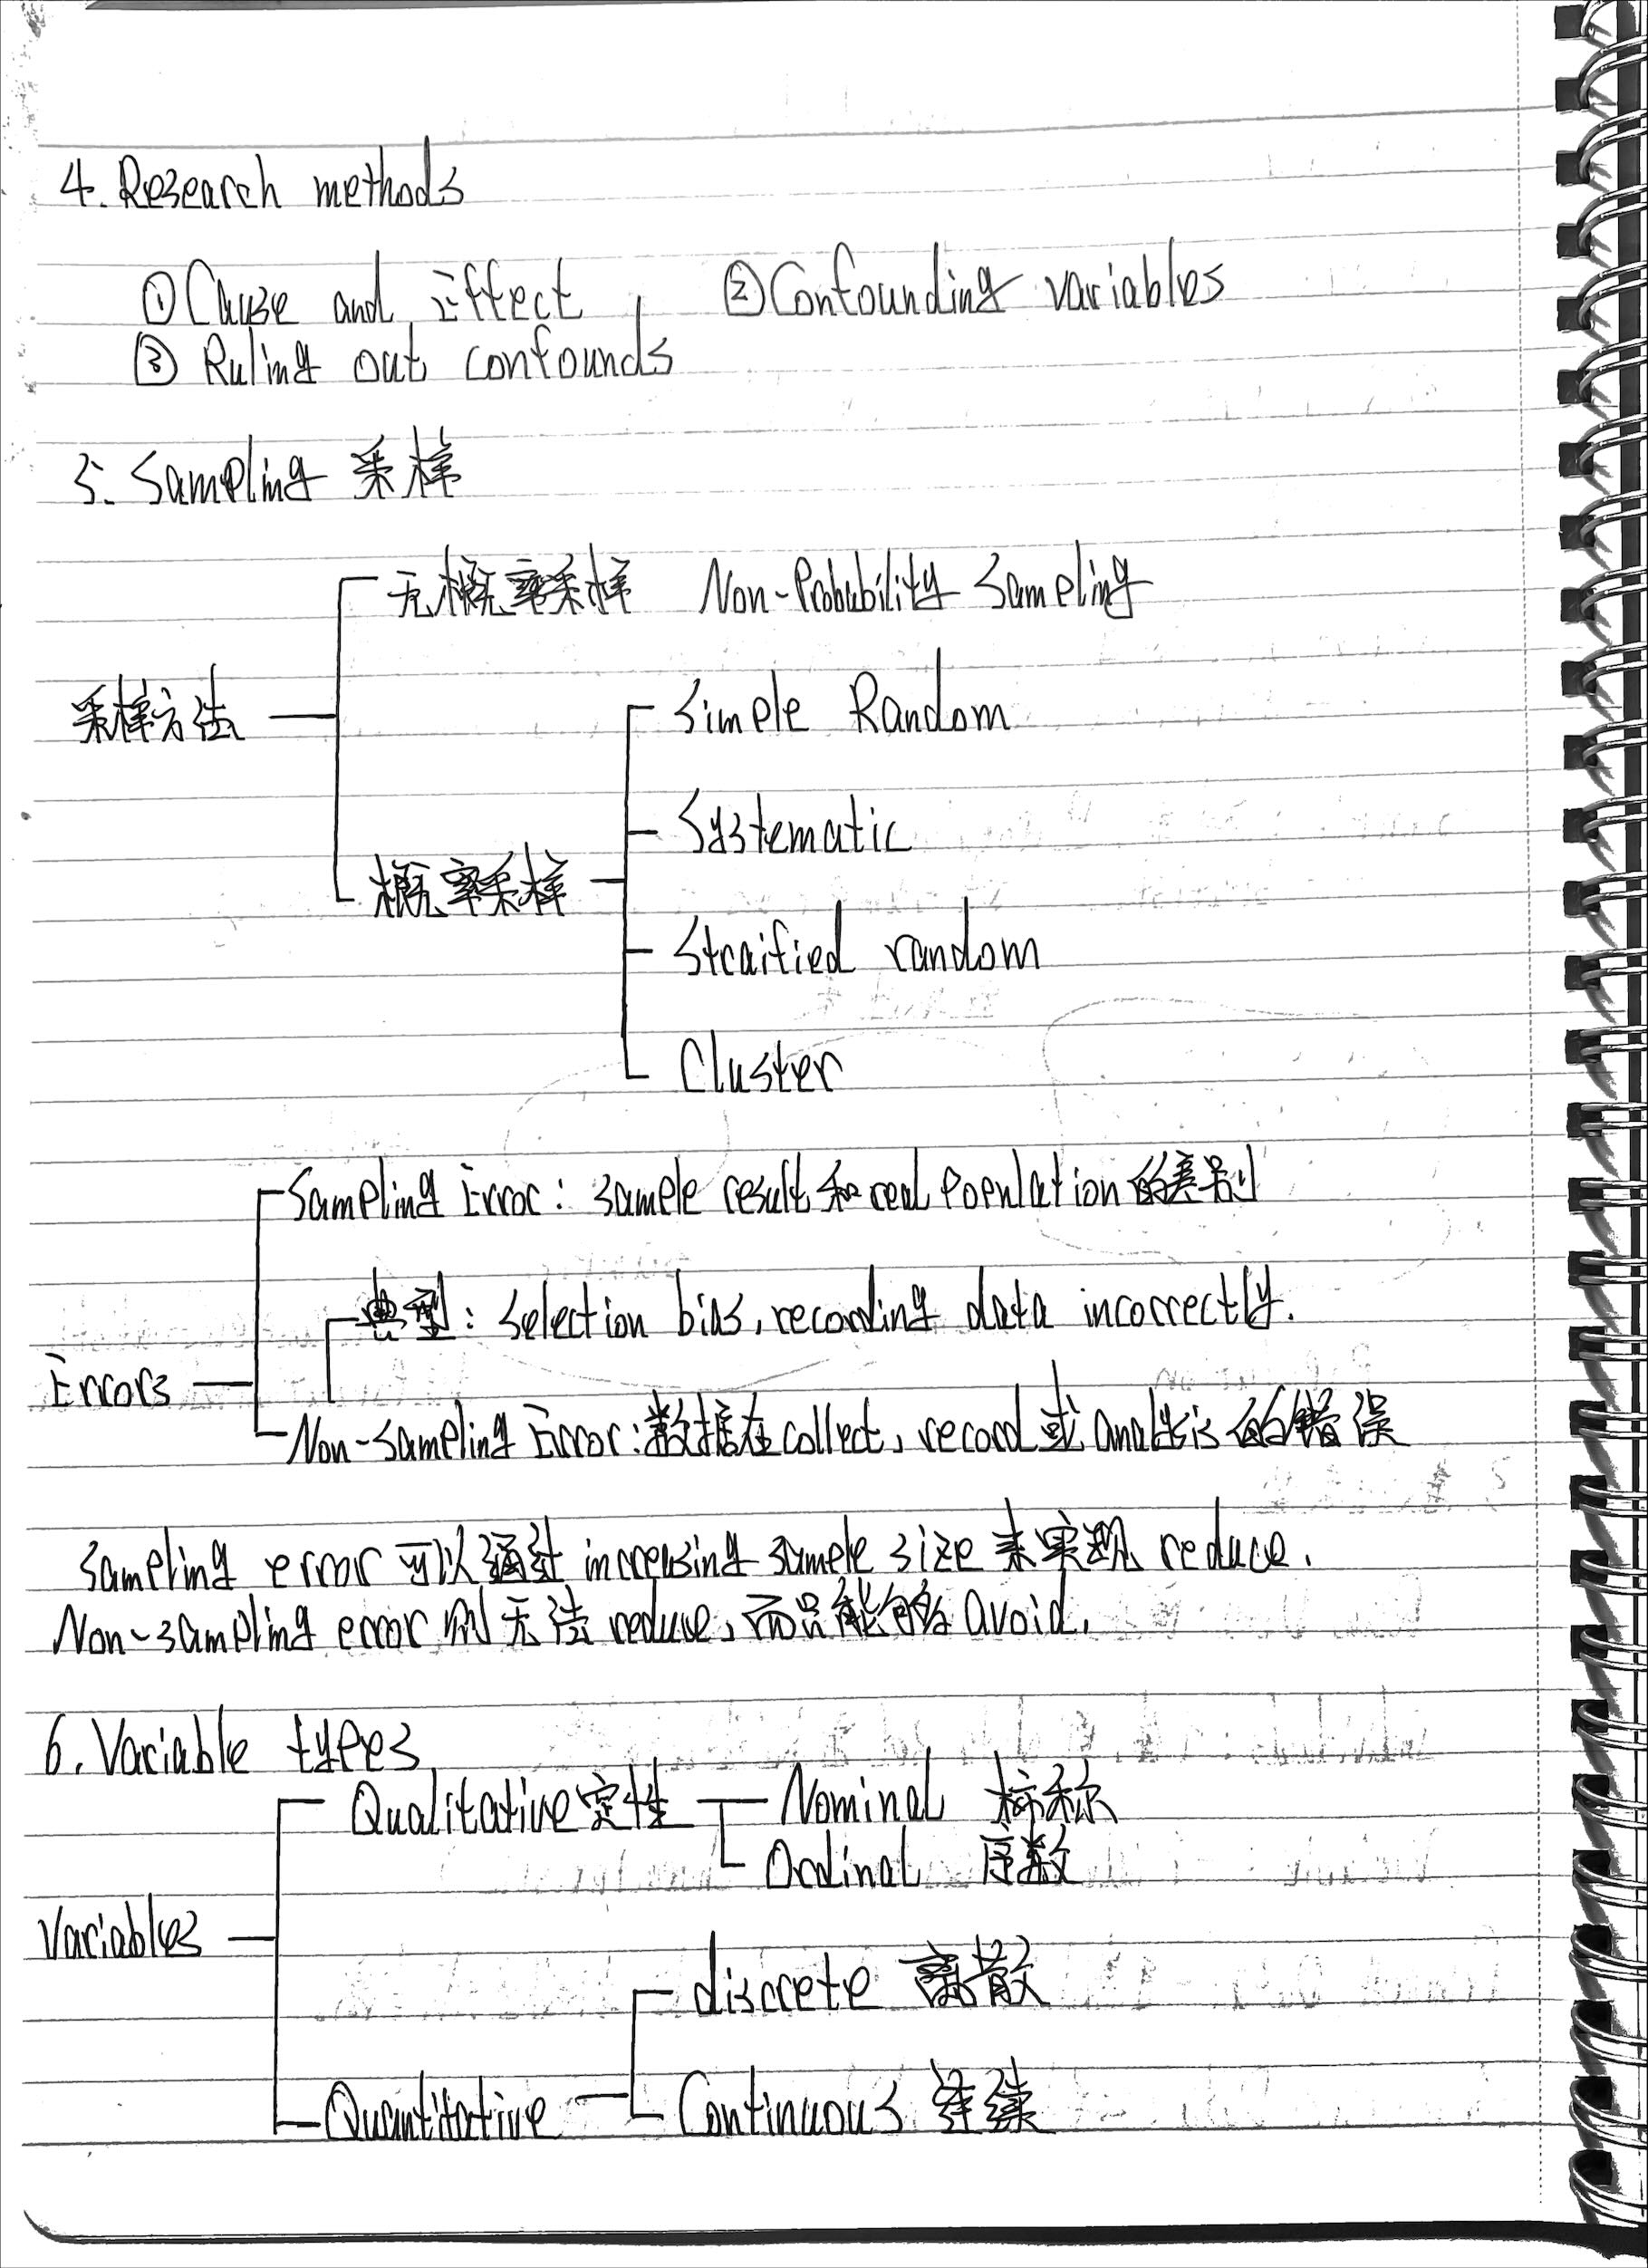 4. Research methods
① Cause and Effect ② Confounding variables
③ Ruling out confounds
5. Sampling 采样
无概率采样 Non-Probability Sampling
采样方法
Simple Random
Systematic
概率采样
Straified random
Cluster
Sampling Error: sample result 和 real population 的差别
典型: Selection bias, recording data incorrectly.
Errors
Non-sampling Error: 数据在 collect, record 或 analysis 的错误
Sampling error 可以通过 increasing sample size 来实现 reduce.
Non-sampling error 则无法 reduce, 而只能够 avoid.
6. Variable types
Qualitative 定性 Nominal 标称
Ordinal 序数
Variables
discrete 离散
Quantitative Continuous 连续